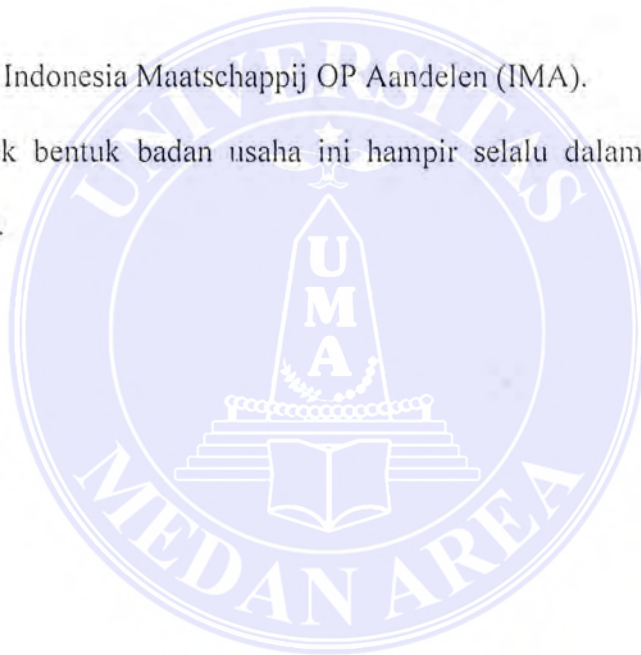 Indonesia Maatschappij OP Aandelen (IMA).
k bentuk badan usaha ini hampir selalu dalam
.
UNIVERSITAS
UMA
MEDAN AREA